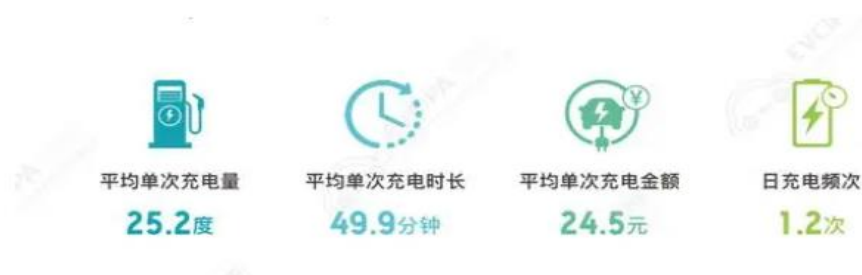 平均单次充电量
25.2度
平均单次充电时长
49.9分钟
平均单次充电金额
24.5元
日充电频次
1.2次